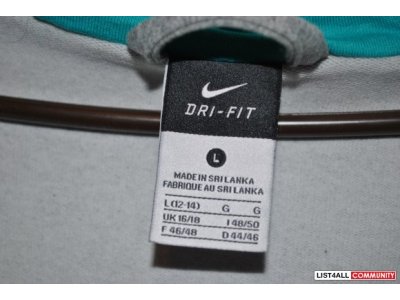 DRI-FIT
L
MADE IN SRI LANKA
FABRIQUE AU SRI LANKA
L(12-14) G G
UK 16/18 I 48/50
F 46/48 D 44/46
LIST4ALL COMMUNITY